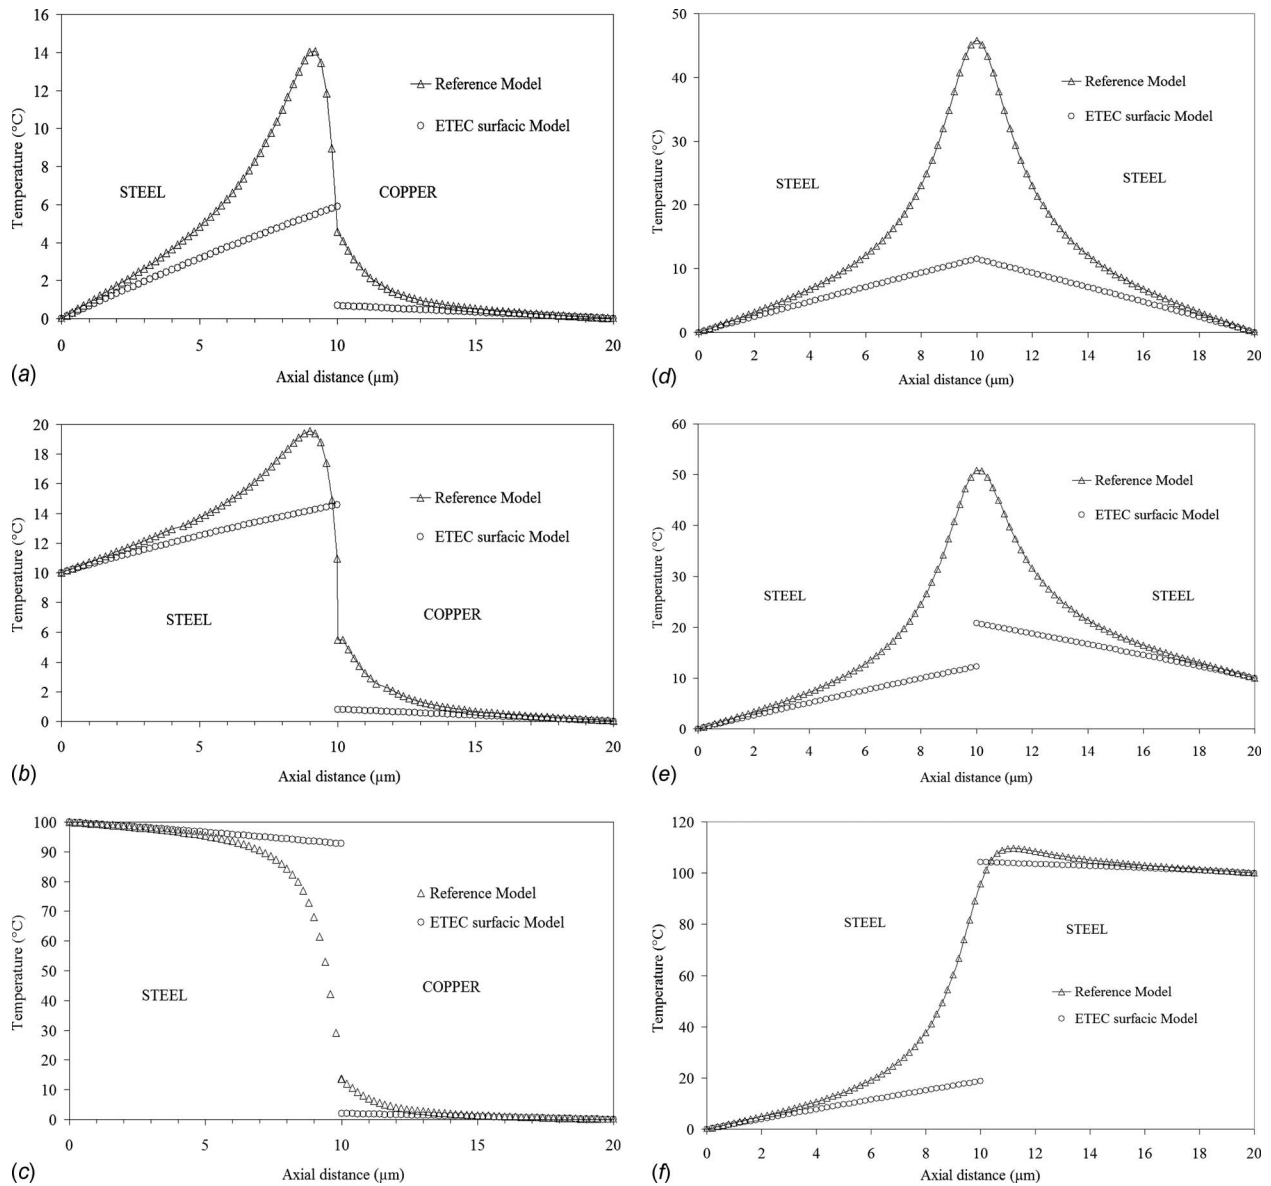 16
14
12
10
8
6
4
2
0
Temperature (°C)
Reference Model
ETEC surfacic Model
STEEL
COPPER
0
5
10
15
20
Axial distance (µm)
(a)
50
40
30
20
10
0
Temperature (°C)
Reference Model
ETEC surfacic Model
STEEL
STEEL
0
2
4
6
8
10
12
14
16
18
20
Axial distance (µm)
(d)
20
18
16
14
12
10
8
6
4
2
0
Temperature (°C)
Reference Model
ETEC surfacic Model
STEEL
COPPER
0
5
10
15
20
Axial distance (µm)
(b)
60
50
40
30
20
10
0
Temperature (°C)
Reference Model
ETEC surfacic Model
STEEL
STEEL
0
2
4
6
8
10
12
14
16
18
20
Axial distance (µm)
(e)
100
90
80
70
60
50
40
30
20
10
0
Temperature (°C)
Reference Model
ETEC surfacic Model
STEEL
COPPER
0
5
10
15
20
Axial distance (µm)
(c)
120
100
80
60
40
20
0
Temperature (°C)
STEEL
STEEL
Reference Model
ETEC surfacic Model
0
2
4
6
8
10
12
14
16
18
20
Axial distance (µm)
(f)